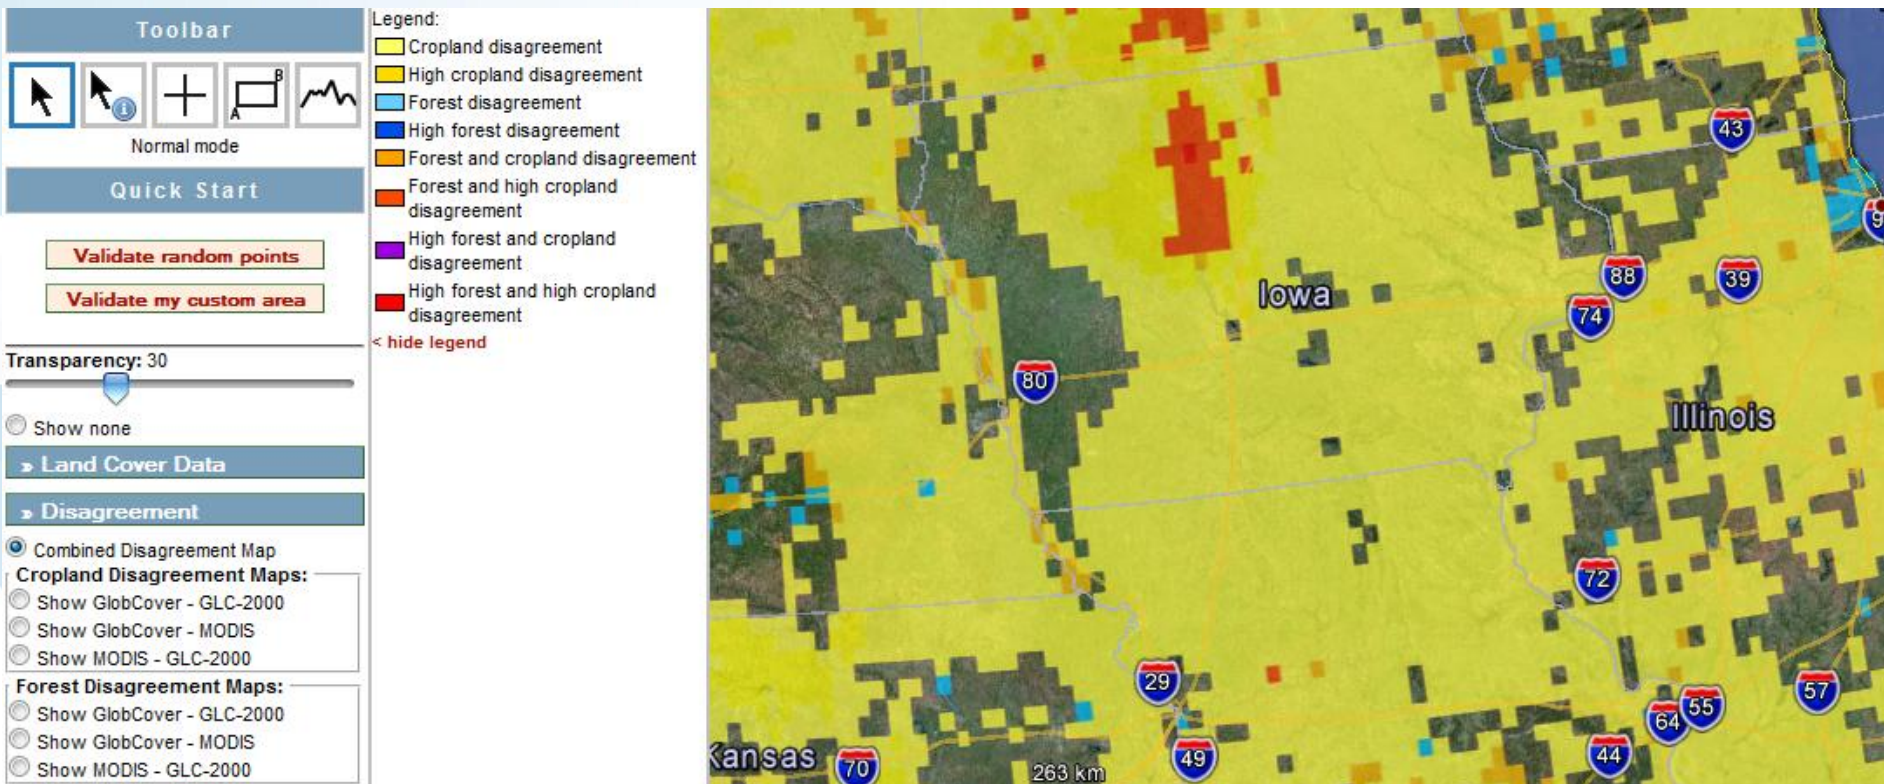 Toolbar
B
A
Normal mode
Quick Start
Validate random points
Validate my custom area
Transparency: 30
Show none
» Land Cover Data
» Disagreement
Combined Disagreement Map
Cropland Disagreement Maps:
Show GlobCover - GLC-2000
Show GlobCover - MODIS
Show MODIS - GLC-2000
Forest Disagreement Maps:
Show GlobCover - GLC-2000
Show GlobCover - MODIS
Show MODIS - GLC-2000
Legend:
Cropland disagreement
High cropland disagreement
Forest disagreement
High forest disagreement
Forest and cropland disagreement
Forest and high cropland
disagreement
High forest and cropland
disagreement
High forest and high cropland
disagreement
< hide legend
43
9
88
39
Iowa
74
80
Illinois
72
29
57
55
64
Kansas
70
49
44
263 km